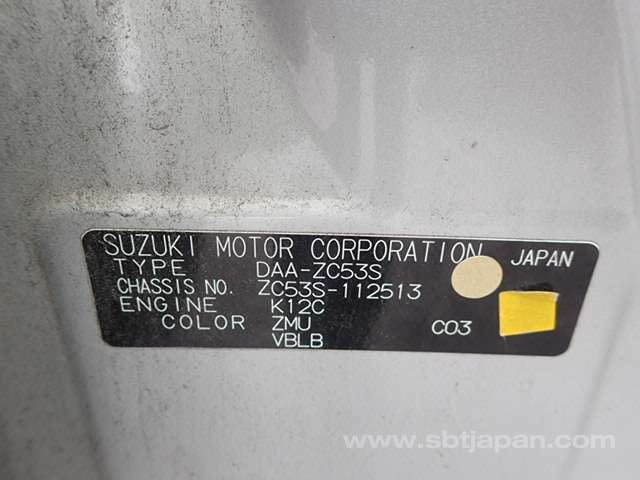 SUZUKI MOTOR CORPORATION JAPAN
TYPE DAA-ZC53S
CHASSIS NO. ZC53S-112513
ENGINE K12C
COLOR ZMU C03
VBLB
www.sbtjapan.com